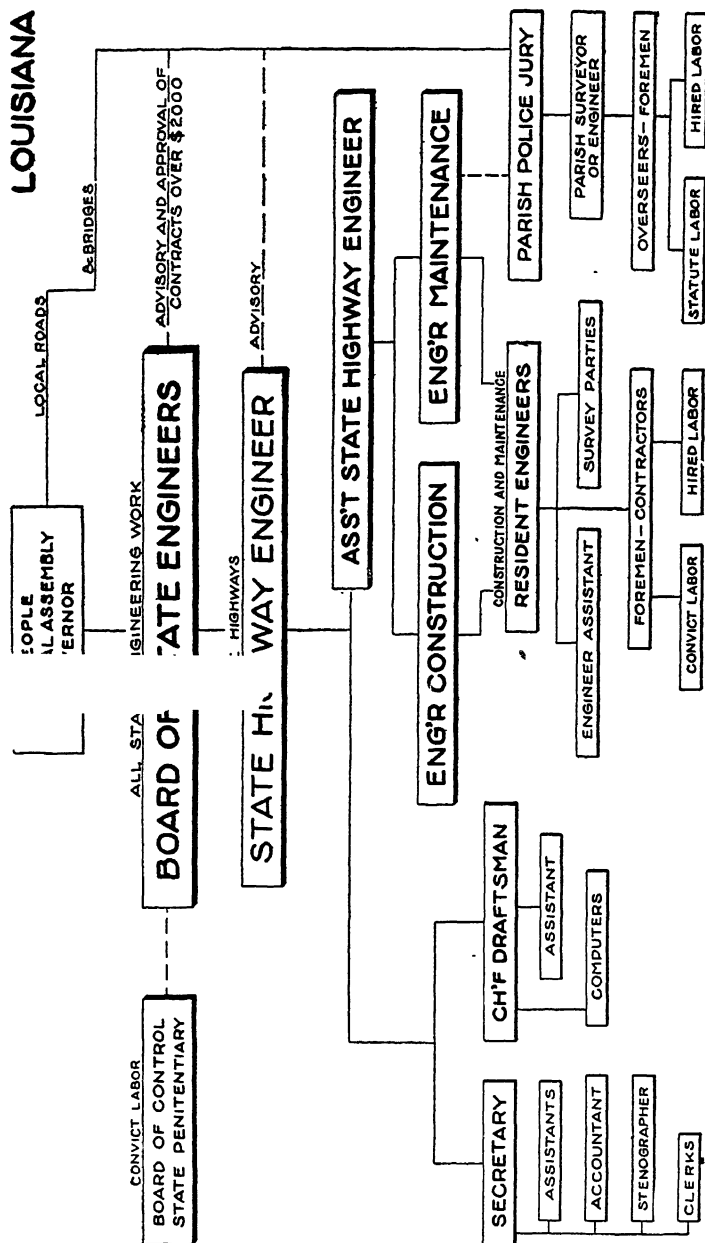 LOUISIANA
LOCAL ROADS
& BRIDGES
EOPLE
AL ASSEMBLY
ERNOR
ADVISORY AND APPROVAL OF
CONTRACTS OVER $2000
ALL STA GINEERING WORK
BOARD OF TATE ENGINEERS
CONVICT LABOR
BOARD OF CONTROL
STATE PENITENTIARY
HIGHWAYS
ADVISORY
STATE HI WAY ENGINEER
ASS'T STATE HIGHWAY ENGINEER
ENG'R CONSTRUCTION
ENG'R MAINTENANCE
SECRETARY
ASSISTANTS
ACCOUNTANT
STENOGRAPHER
CLERKS
CH'F DRAFTSMAN
ASSISTANT
COMPUTERS
CONSTRUCTION AND MAINTENANCE
RESIDENT ENGINEERS
ENGINEER ASSISTANT
SURVEY PARTIES
FOREMEN—CONTRACTORS
CONVICT LABOR
HIRED LABOR
PARISH POLICE JURY
PARISH SURVEYOR
OR ENGINEER
OVERSEERS—FOREMEN
STATUTE LABOR
HIRED LABOR